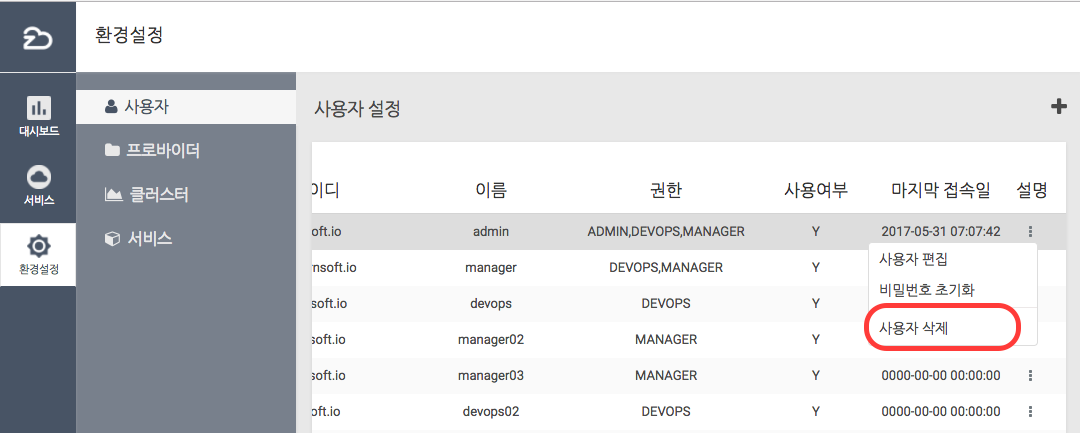 환경설정
대시보드
서비스
환경설정
사용자
프로바이더
클러스터
서비스
사용자 설정
이디 이름 권한 사용여부 마지막 접속일 설명
oft.io admin ADMIN,DEVOPS,MANAGER Y 2017-05-31 07:07:42
rnsoft.io manager DEVOPS,MANAGER Y
soft.io devops DEVOPS Y
soft.io manager02 MANAGER Y
soft.io manager03 MANAGER Y 0000-00-00 00:00:00
oft.io devops02 DEVOPS Y 0000-00-00 00:00:00
사용자 편집
비밀번호 초기화
사용자 삭제